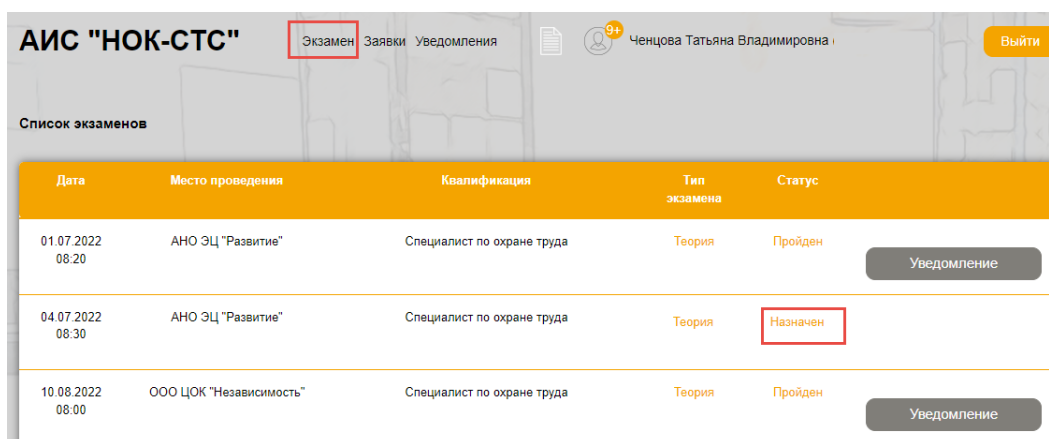 АИС "НОК-СТС"
Экзамен Заявки Уведомления
9+
Ченцова Татьяна Владимировна
Выйти
Список экзаменов
Дата Место проведения Квалификация Тип экзамена Статус
01.07.2022 08:20 АНО ЭЦ "Развитие" Специалист по охране труда Теория Пройден Уведомление
04.07.2022 08:30 АНО ЭЦ "Развитие" Специалист по охране труда Теория Назначен
10.08.2022 08:00 ООО ЦОК "Независимость" Специалист по охране труда Теория Пройден Уведомление